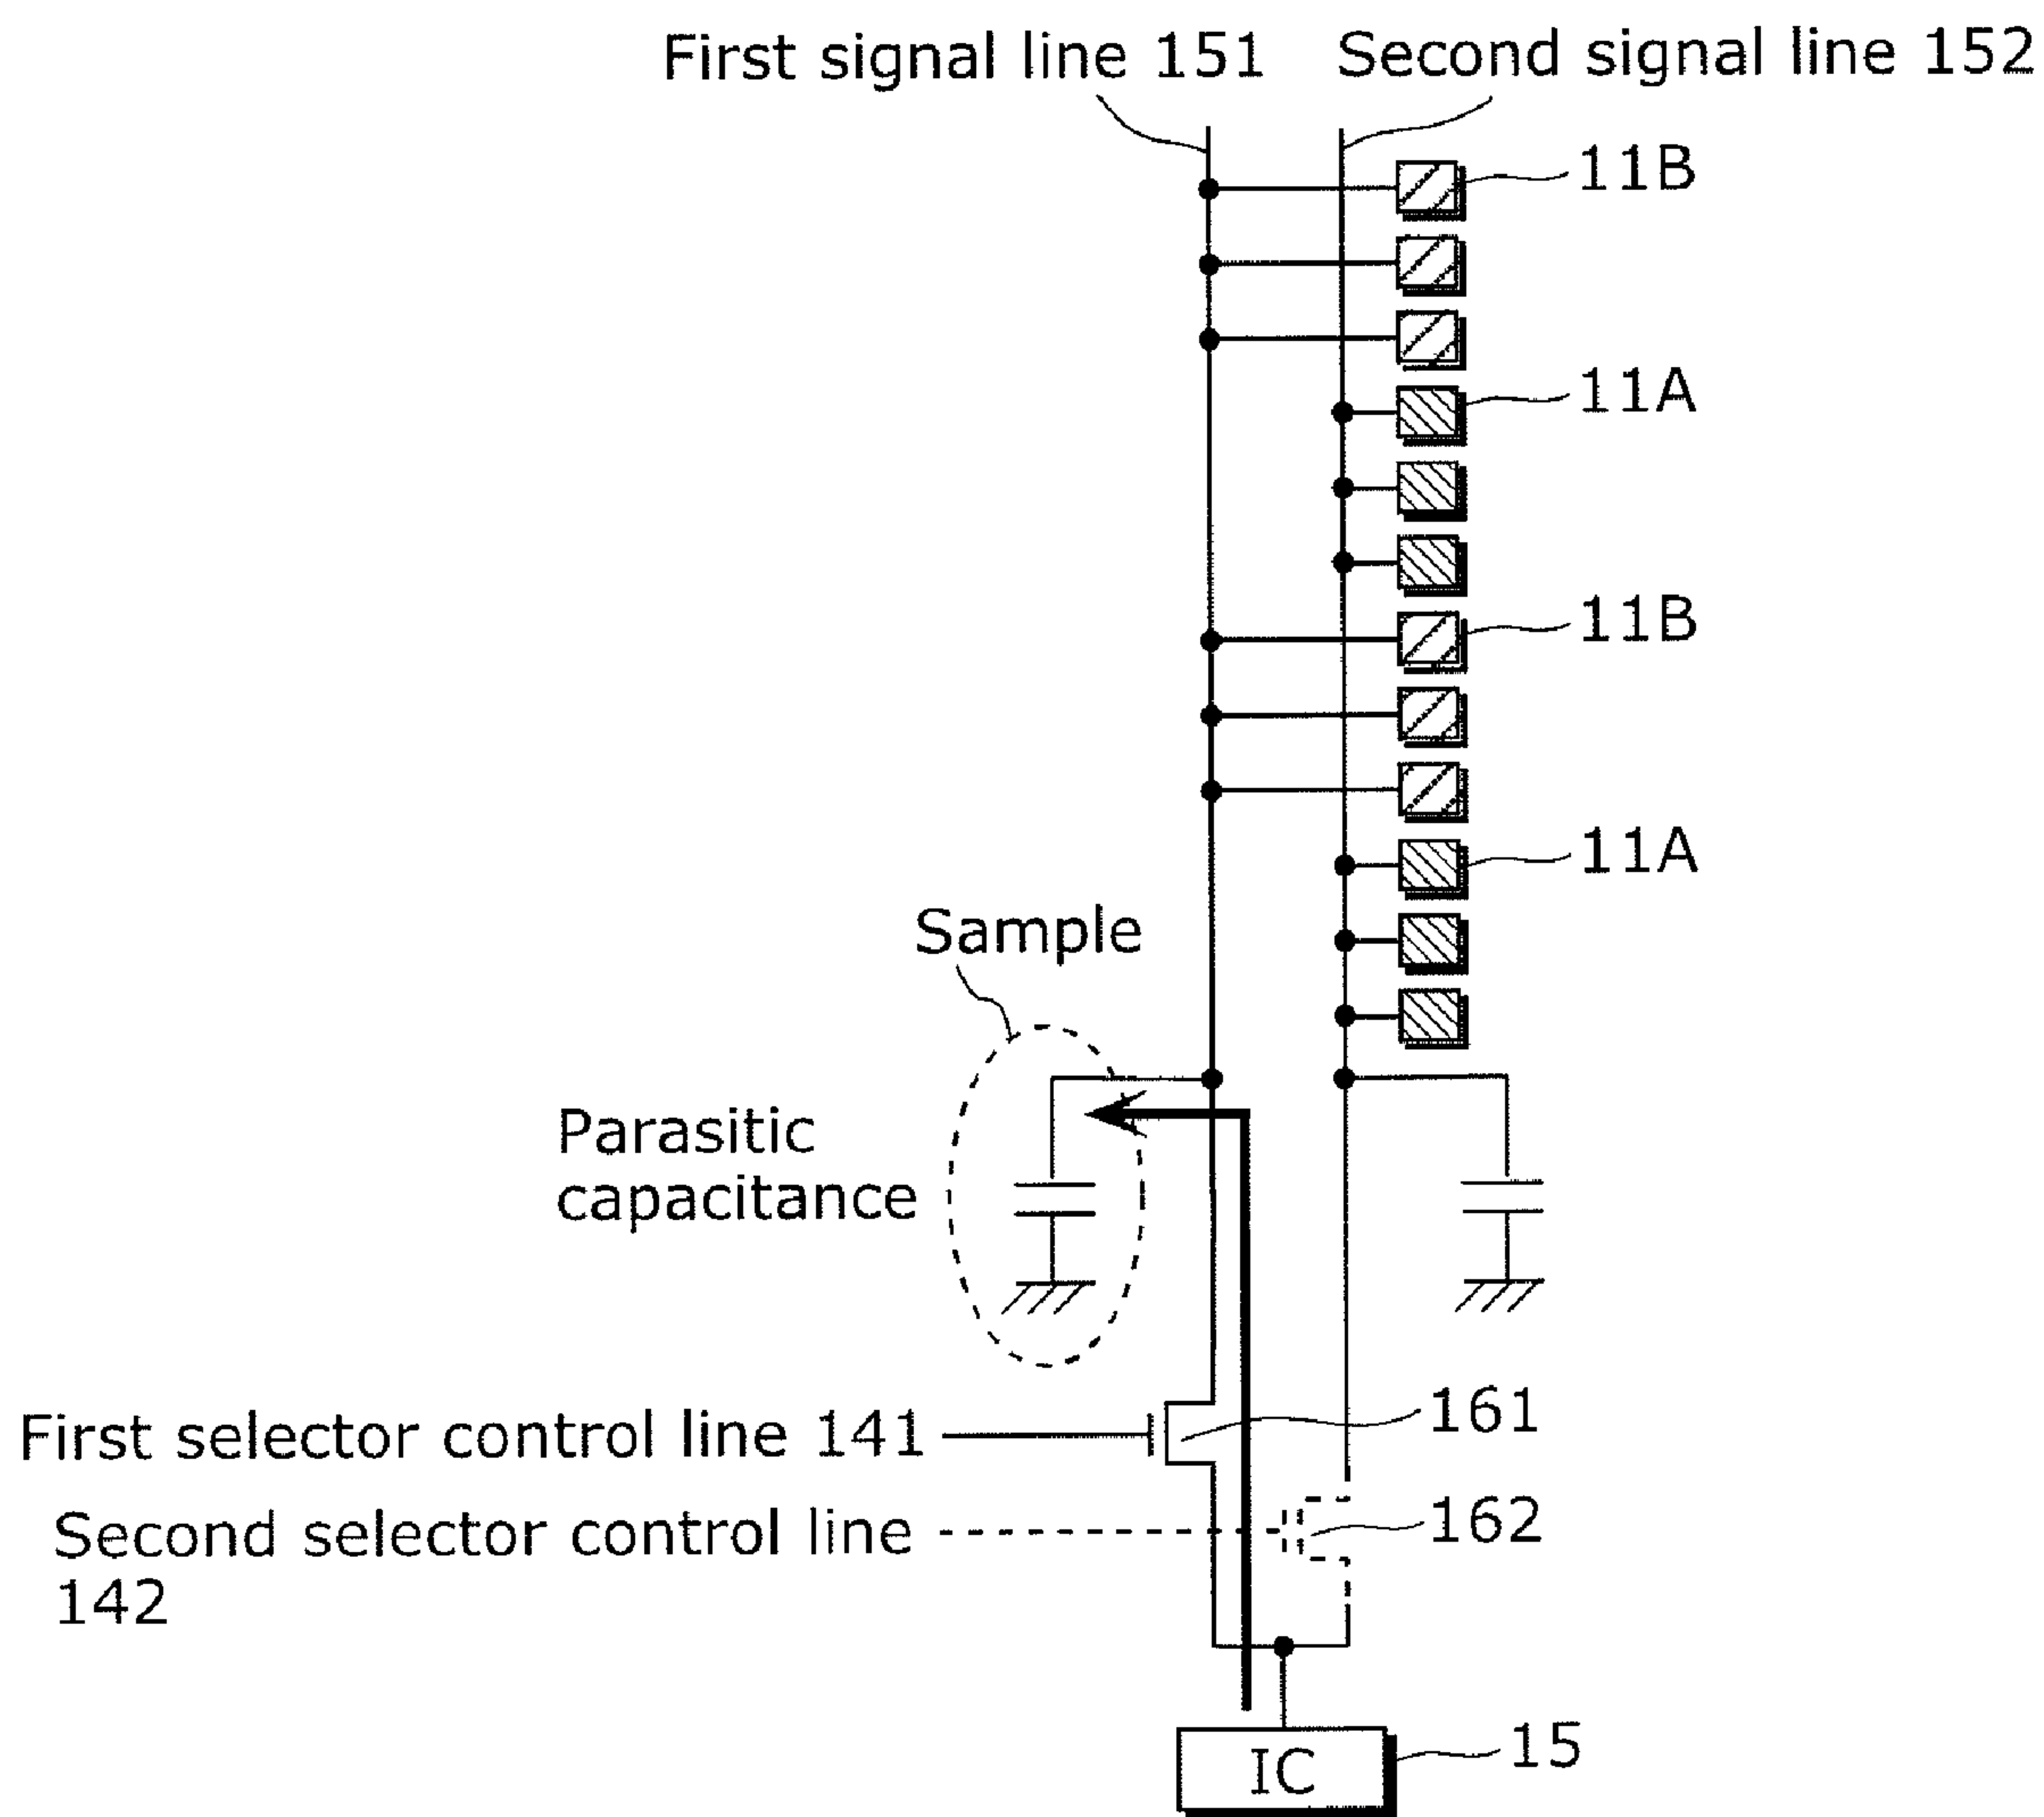 First signal line 151
Second signal line 152
11B
11A
11B
11A
Sample
Parasitic
capacitance
First selector control line 141
161
Second selector control line
142
162
IC
15